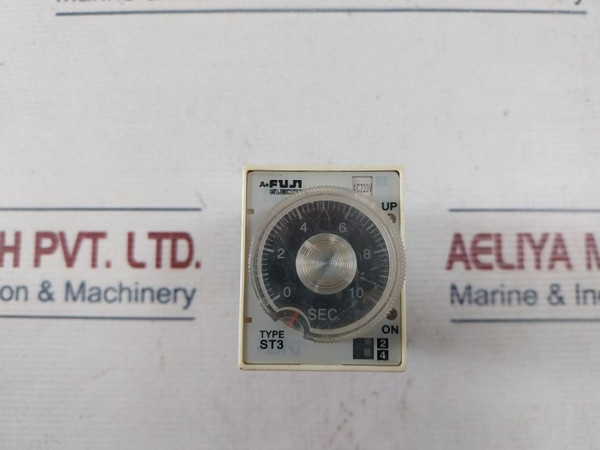 FUJI
AC220V
UP
4 6
2 8
0 10
SEC.
TYPE
ST3
ON
2
4
H PVT. LTD.
on & Machinery
AELIYA M
Marine & Ind